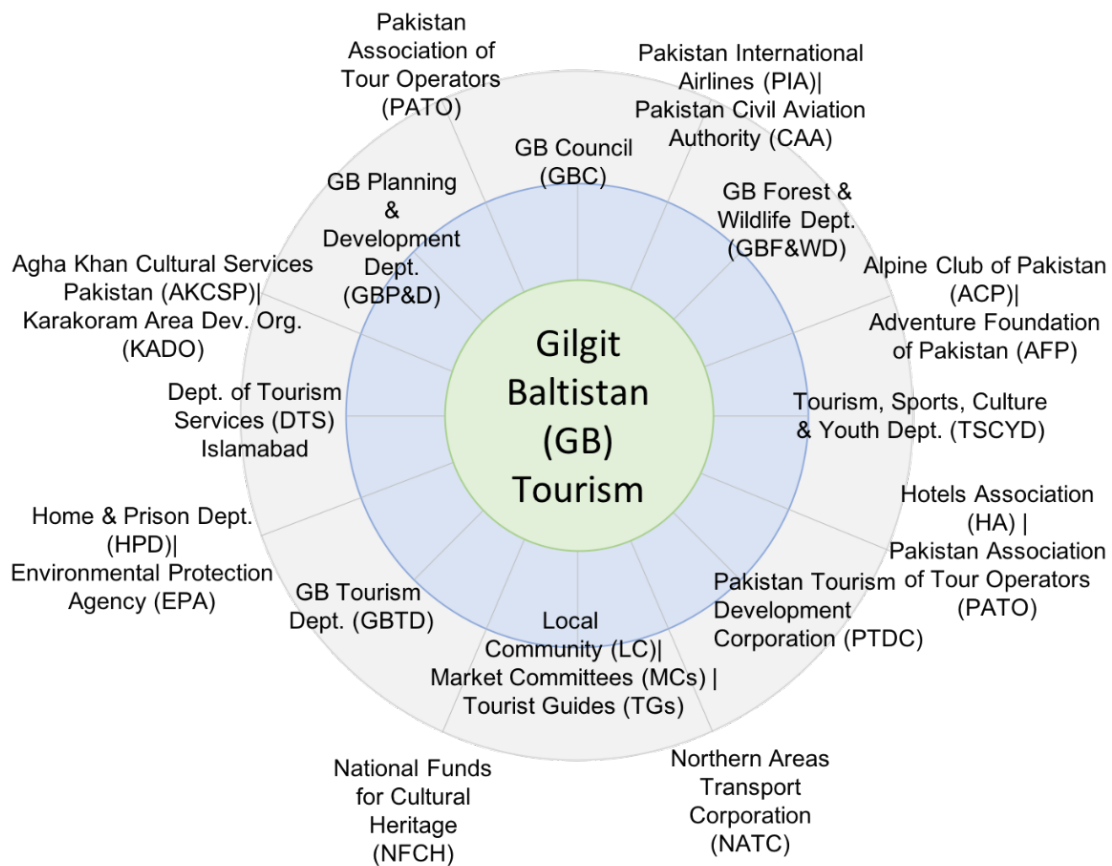 Pakistan
Association of
Tour Operators
(PATO)
Pakistan International
Airlines (PIA)|
Pakistan Civil Aviation
Authority (CAA)
GB Council
(GBC)
GB Planning
&
Development
Dept.
(GBP&D)
GB Forest &
Wildlife Dept.
(GBF&WD)
Agha Khan Cultural Services
Pakistan (AKCSP)|
Karakoram Area Dev. Org.
(KADO)
Alpine Club of Pakistan
(ACP)|
Adventure Foundation
of Pakistan (AFP)
Gilgit
Baltistan
(GB)
Tourism
Dept. of Tourism
Services (DTS)
Islamabad
Tourism, Sports, Culture
& Youth Dept. (TSCYD)
Home & Prison Dept.
(HPD)|
Environmental Protection
Agency (EPA)
Hotels Association
(HA) |
Pakistan Association
of Tour Operators
(PATO)
GB Tourism
Dept. (GBTD)
Local
Community (LC)|
Market Committees (MCs) |
Tourist Guides (TGs)
Pakistan Tourism
Development
Corporation (PTDC)
National Funds
for Cultural
Heritage
(NFCH)
Northern Areas
Transport
Corporation
(NATC)